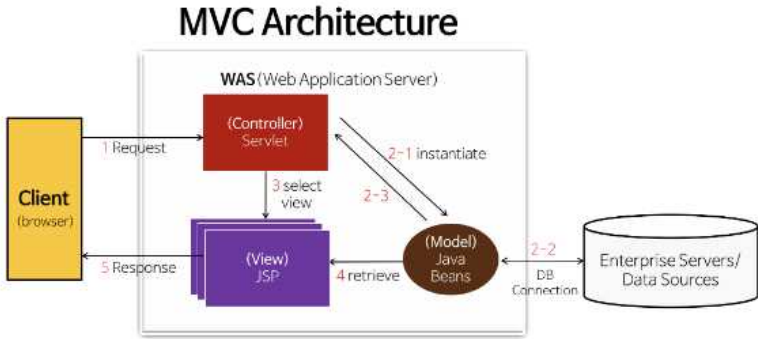 MVC Architecture
WAS (Web Application Server)
(Controller)
Servlet
1 Request
2-1 instantiate
Client
(browser)
3 select
view
2-3
(View)
JSP
5 Response
4 retrieve
(Model)
Java
Beans
2-2
DB
Connection
Enterprise Servers/
Data Sources